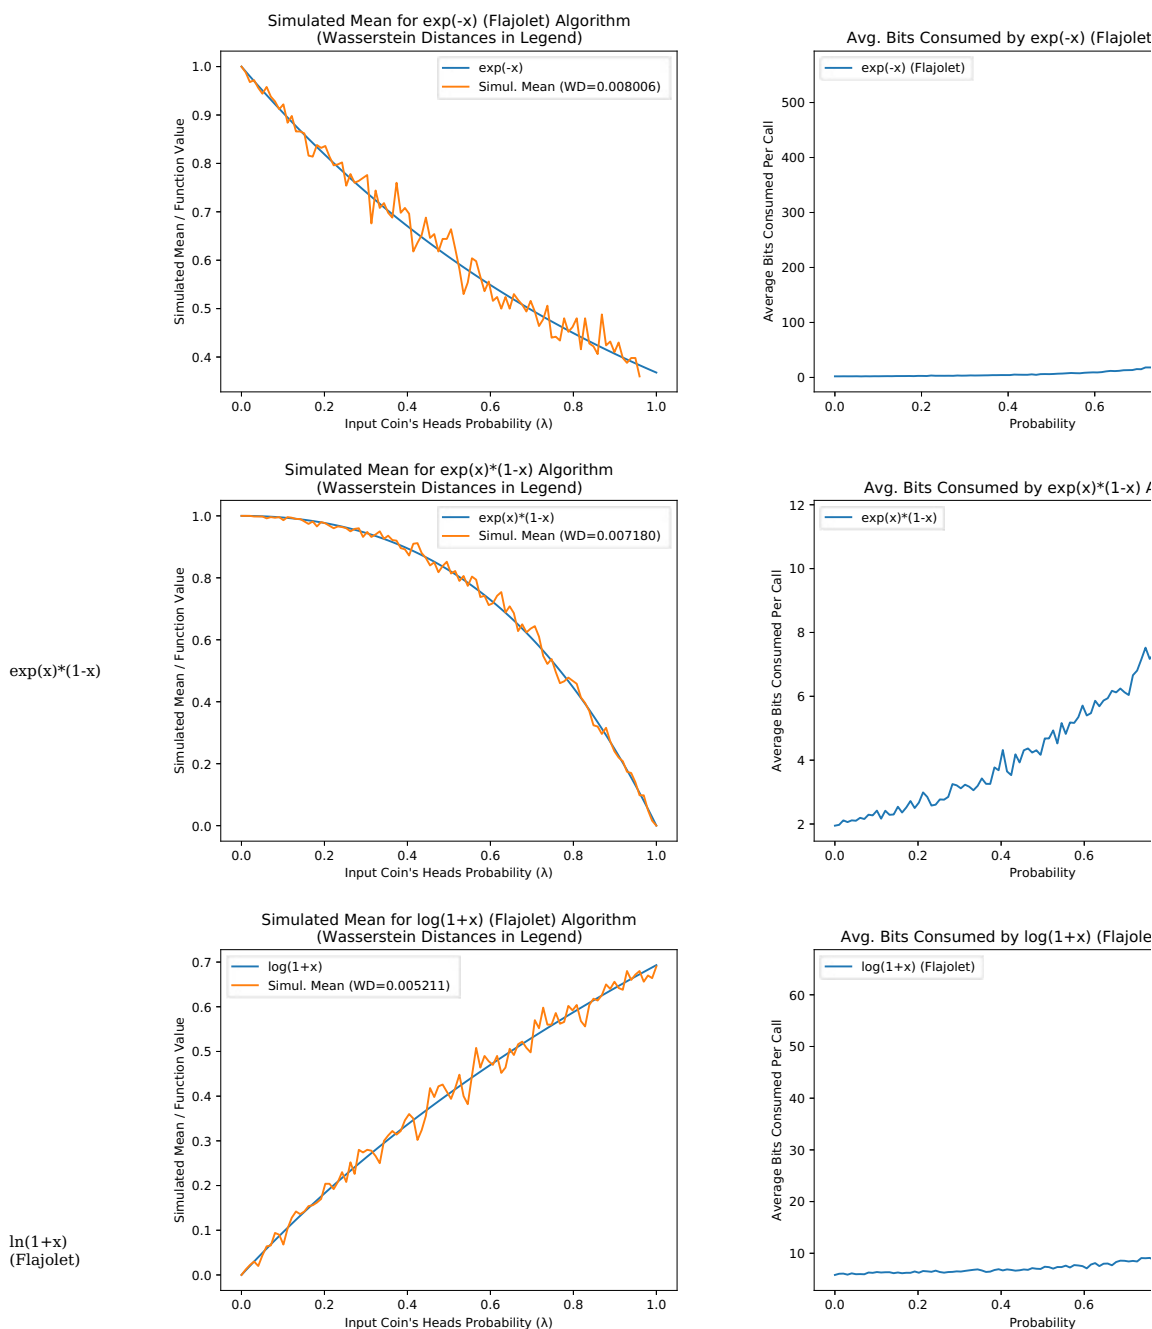 Simulated Mean for exp(-x) (Flajolet) Algorithm
(Wasserstein Distances in Legend)
exp(-x)
Simul. Mean (WD=0.008006)
Simulated Mean / Function Value
1.0
0.9
0.8
0.7
0.6
0.5
0.4
0.0 0.2 0.4 0.6 0.8 1.0
Input Coin's Heads Probability (λ)
Avg. Bits Consumed by exp(-x) (Flajolet
exp(-x) (Flajolet)
Average Bits Consumed Per Call
500
400
300
200
100
0
0.0 0.2 0.4 0.6
Probability
exp(x)*(1-x)
Simulated Mean for exp(x)*(1-x) Algorithm
(Wasserstein Distances in Legend)
exp(x)*(1-x)
Simul. Mean (WD=0.007180)
Simulated Mean / Function Value
1.0
0.8
0.6
0.4
0.2
0.0
0.0 0.2 0.4 0.6 0.8 1.0
Input Coin's Heads Probability (λ)
Avg. Bits Consumed by exp(x)*(1-x) A
exp(x)*(1-x)
Average Bits Consumed Per Call
12
10
8
6
4
2
0.0 0.2 0.4 0.6
Probability
ln(1+x)
(Flajolet)
Simulated Mean for log(1+x) (Flajolet) Algorithm
(Wasserstein Distances in Legend)
log(1+x)
Simul. Mean (WD=0.005211)
Simulated Mean / Function Value
0.7
0.6
0.5
0.4
0.3
0.2
0.1
0.0
0.0 0.2 0.4 0.6 0.8 1.0
Input Coin's Heads Probability (λ)
Avg. Bits Consumed by log(1+x) (Flajole
log(1+x) (Flajolet)
Average Bits Consumed Per Call
60
50
40
30
20
10
0.0 0.2 0.4 0.6
Probability